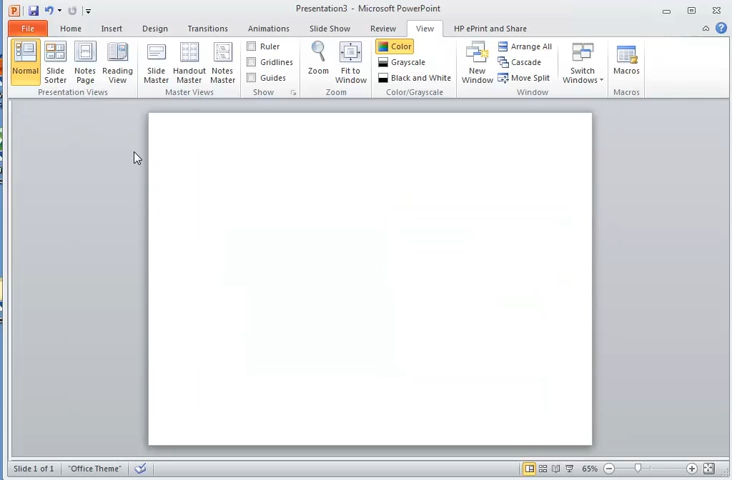 Presentation3 - Microsoft PowerPoint
File Home Insert Design Transitions Animations Slide Show Review View HP ePrint and Share
Normal Slide Sorter Notes Page Reading View
Presentation Views
Slide Master Handout Master Notes Master
Master Views
Ruler
Gridlines
Guides
Show
Zoom Fit to Window
Zoom
Color
Grayscale
Black and White
Color/Grayscale
New Window
Arrange All
Cascade
Move Split
Switch Windows
Window
Macros
Macros
Slide 1 of 1 "Office Theme" 65%